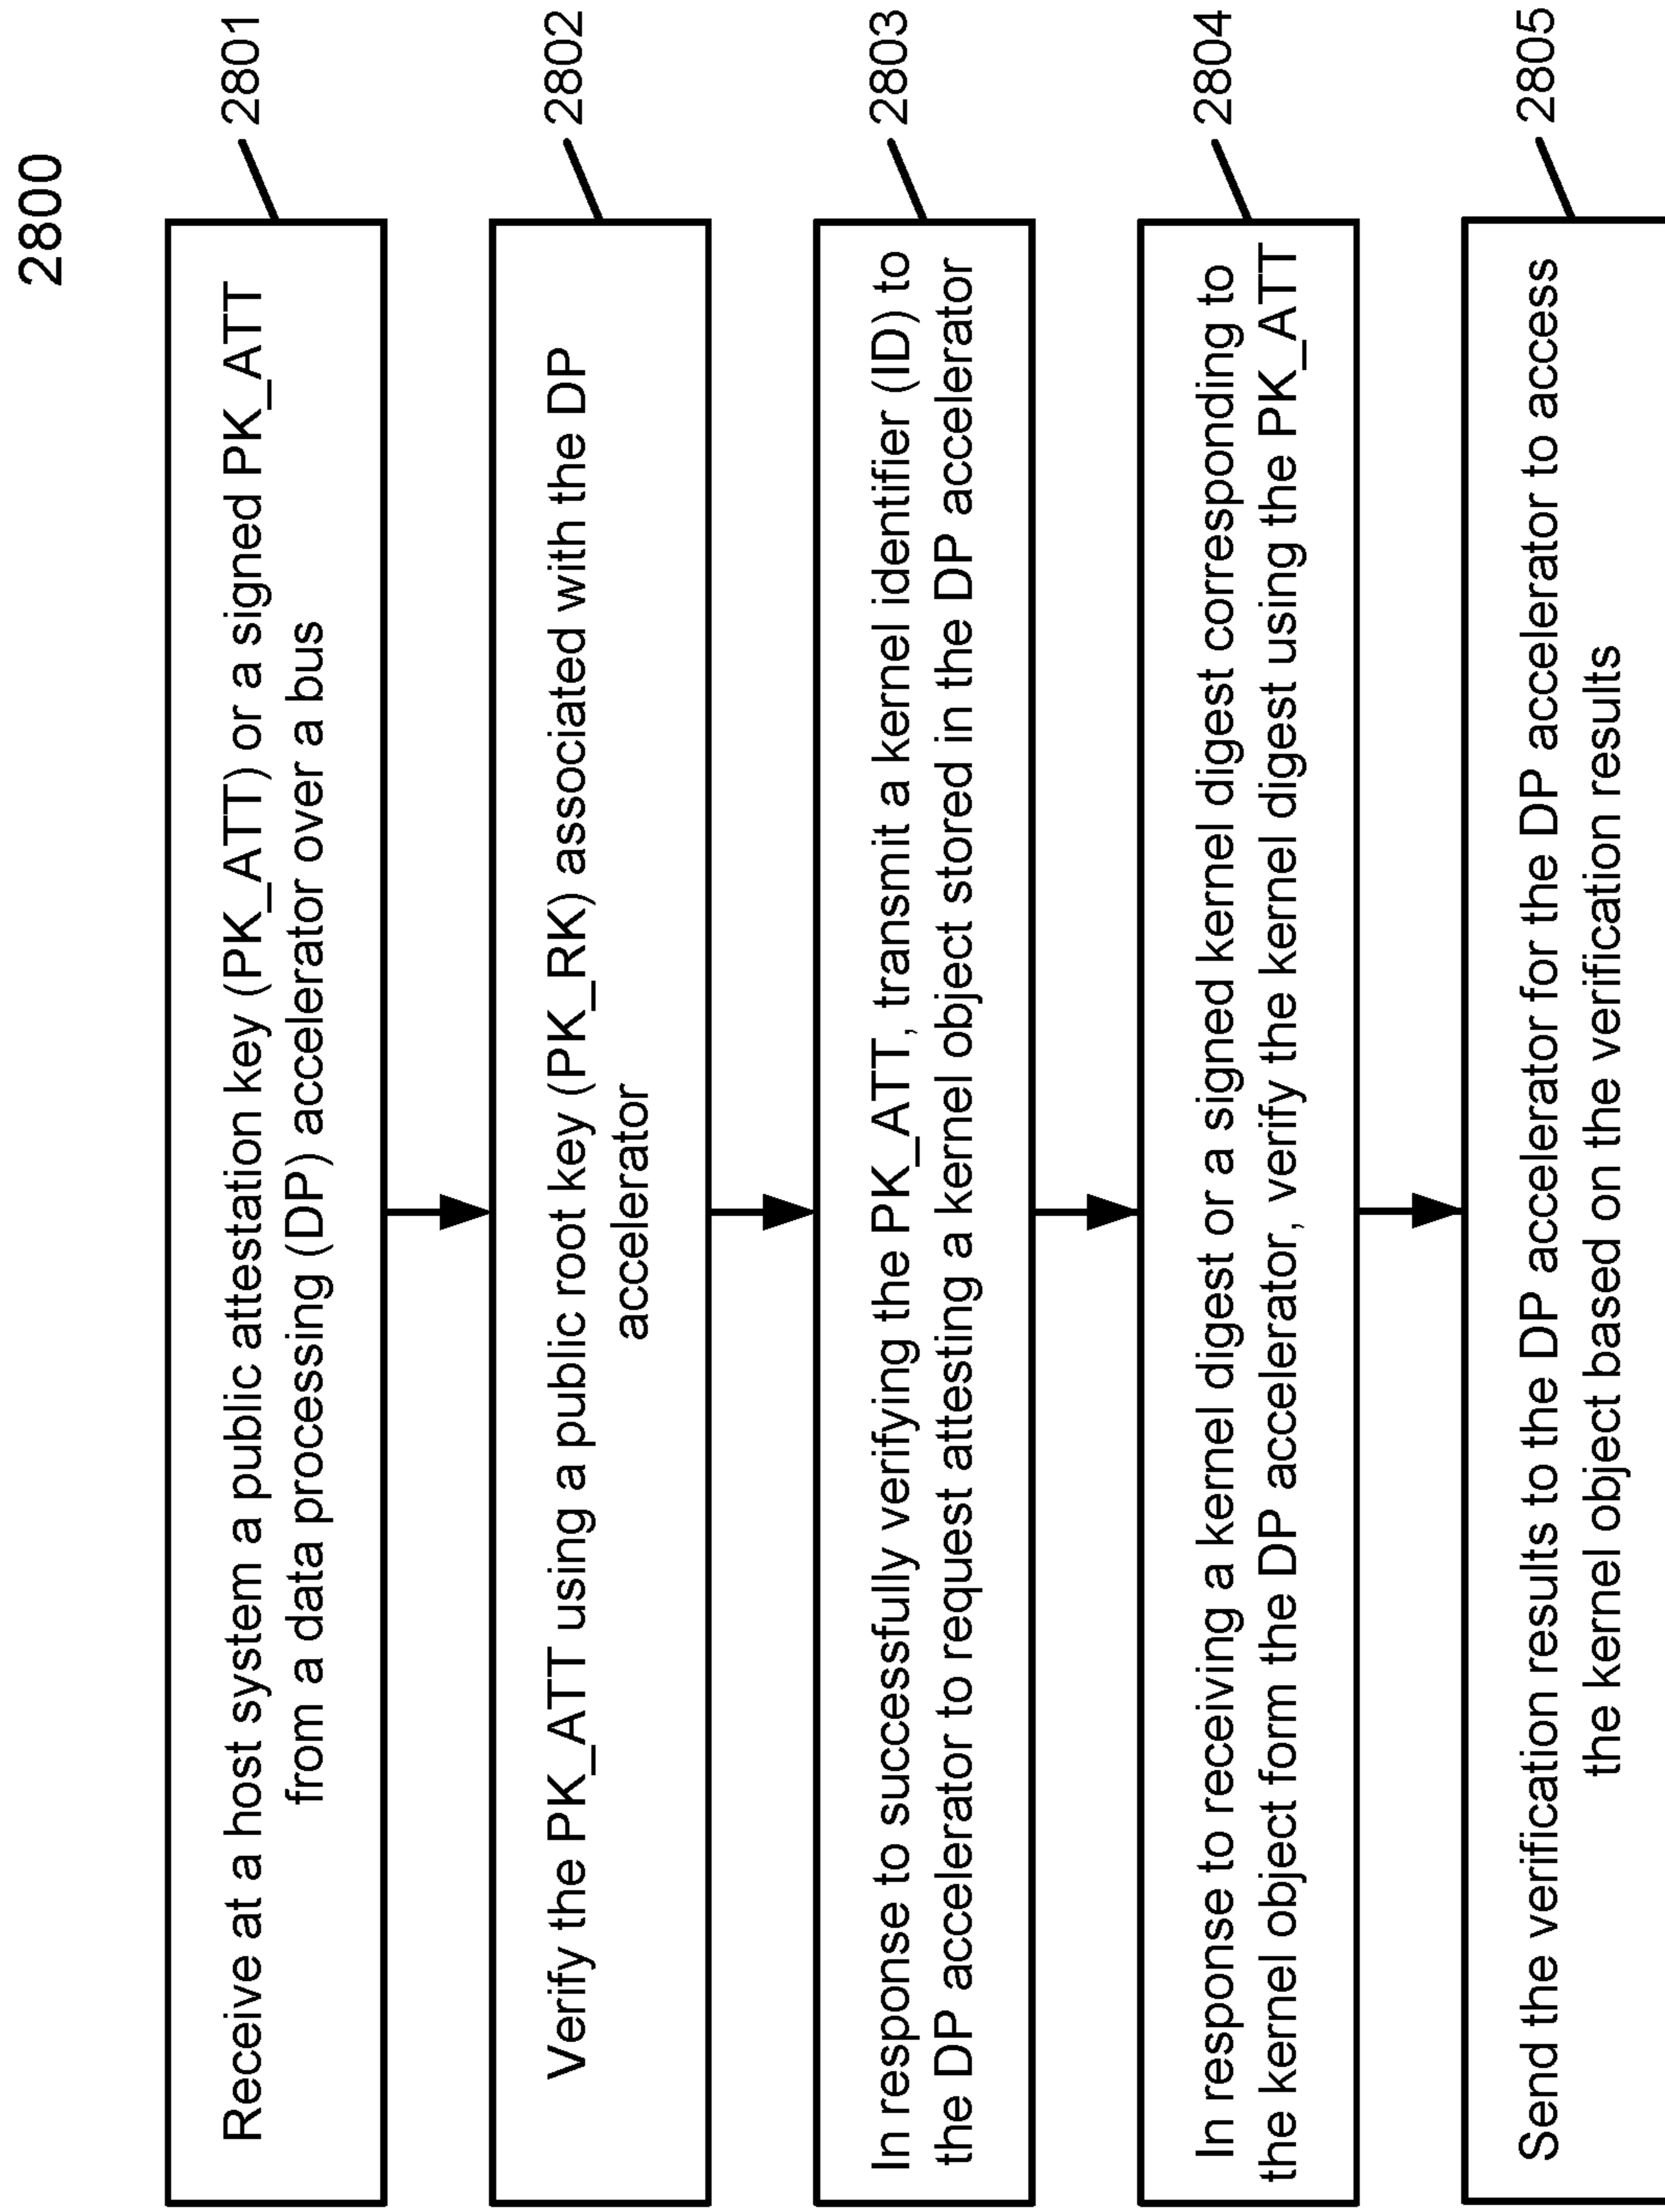 2800
2801
Receive at a host system a public attestation key (PK_ATT) or a signed PK_ATT
from a data processing (DP) accelerator over a bus
2802
Verify the PK_ATT using a public root key (PK_RK) associated with the DP
accelerator
2803
In response to successfully verifying the PK_ATT, transmit a kernel identifier (ID) to
the DP accelerator to request attesting a kernel object stored in the DP accelerator
2804
In response to receiving a kernel digest or a signed kernel digest corresponding to
the kernel object form the DP accelerator, verify the kernel digest using the PK_ATT
2805
Send the verification results to the DP accelerator for the DP accelerator to access
the kernel object based on the verification results